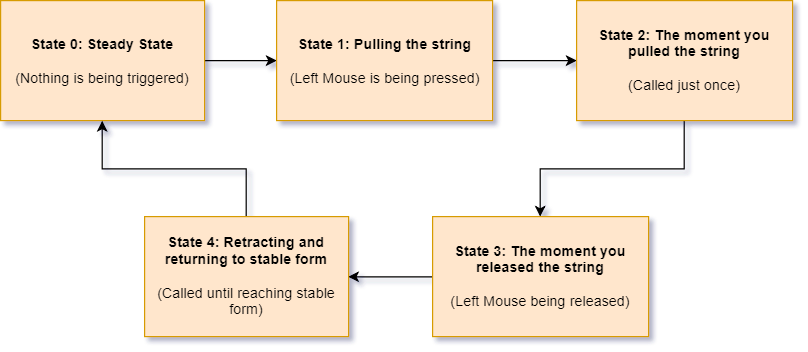 State 0: Steady State
(Nothing is being triggered)
State 1: Pulling the string
(Left Mouse is being pressed)
State 2: The moment you
pulled the string
(Called just once)
State 3: The moment you
released the string
(Left Mouse being released)
State 4: Retracting and
returning to stable form
(Called until reaching stable
form)